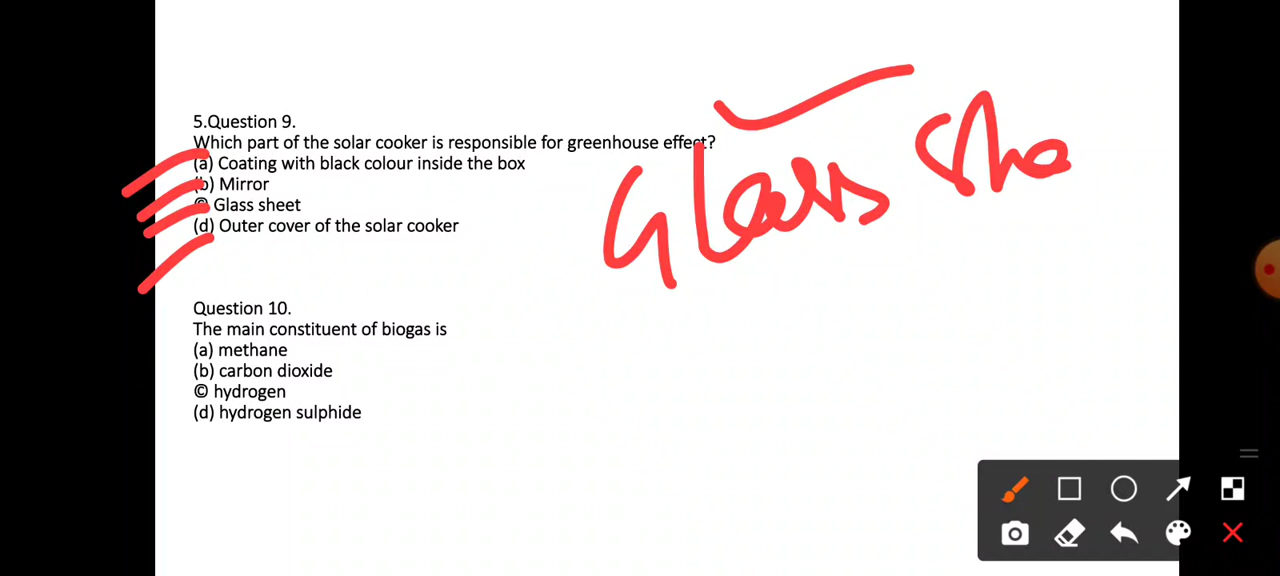 5.Question 9.
Which part of the solar cooker is responsible for greenhouse effect?
(a) Coating with black colour inside the box
(b) Mirror
© Glass sheet
(d) Outer cover of the solar cooker
Glass She
Question 10.
The main constituent of biogas is
(a) methane
(b) carbon dioxide
© hydrogen
(d) hydrogen sulphide